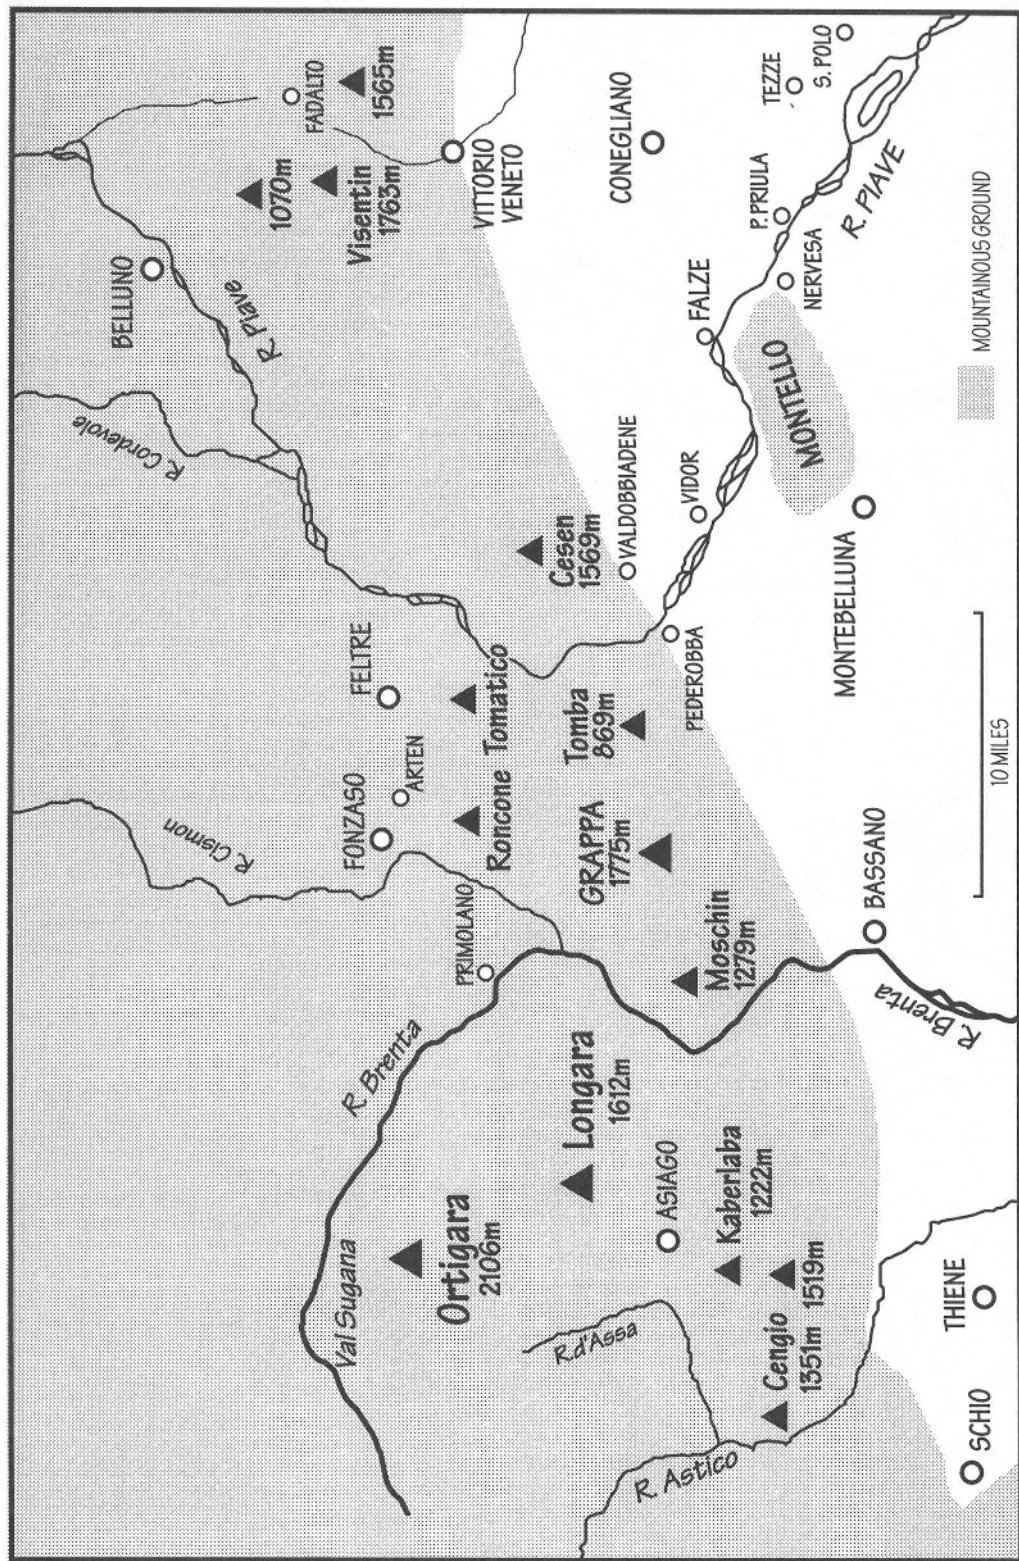 R. Cordevole
BELLUNO
1070m
FADALTO
R. Cismon
R. Piave
Visentin
1763m
1565m
Val Sugana
R. Brenta
FONZASO
ARTEN
FELTRE
VITTORIO
VENETO
Ortigara
2106m
PRIMOLANO
Roncone
Tomatico
R. d'Assa
Longara
1612m
GRAPPA
1775m
Tomba
869m
Cesen
1569m
VALDOBBIADENE
CONEGLIANO
R. Astico
ASIAGO
PEDEROBBA
VIDOR
FALZE
Kaberlaba
1222m
Moschin
1279m
P. PRIULA
TEZZE
Cengio
1351m
1519m
MONTELLO
NERVESA
S. POLO
MONTEBELLUNA
R. PIAVE
BASSANO
R. Brenta
SCHIO
THIENE
10 MILES
MOUNTAINOUS GROUND